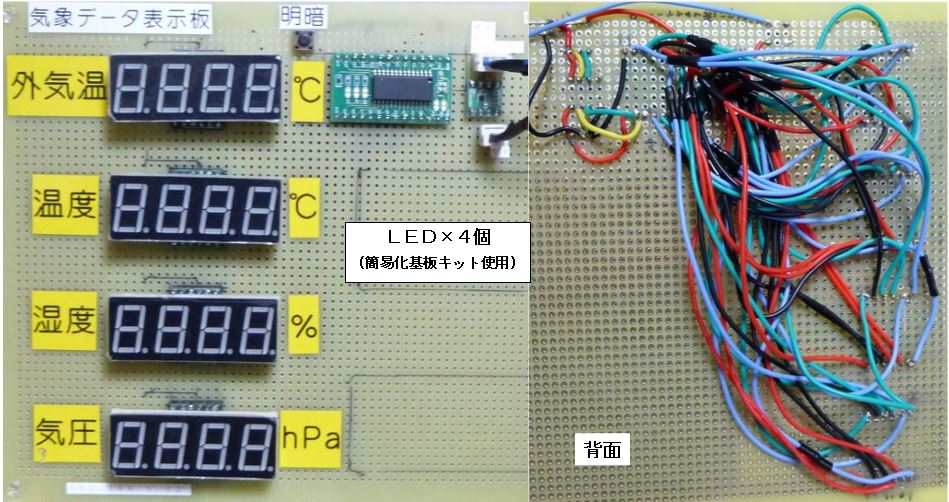 気象データ表示板
明暗
外気温
℃
温度
℃
ＬＥＤ×４個
（簡易化基板キット使用）
湿度
%
気圧
hPa
背面